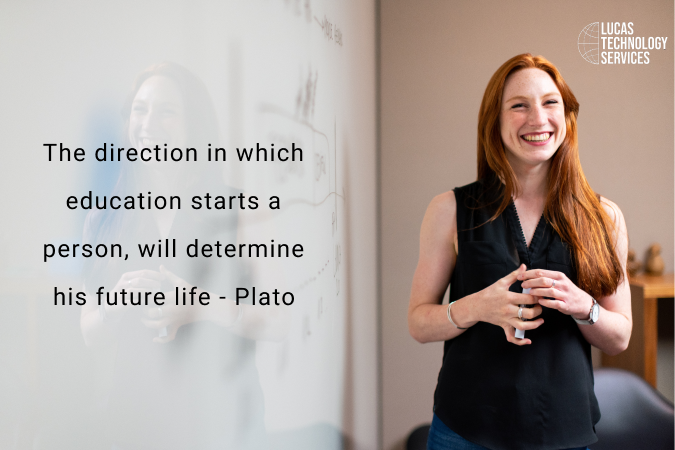 LUCAS
TECHNOLOGY
SERVICES
The direction in which
education starts a
person, will determine
his future life - Plato